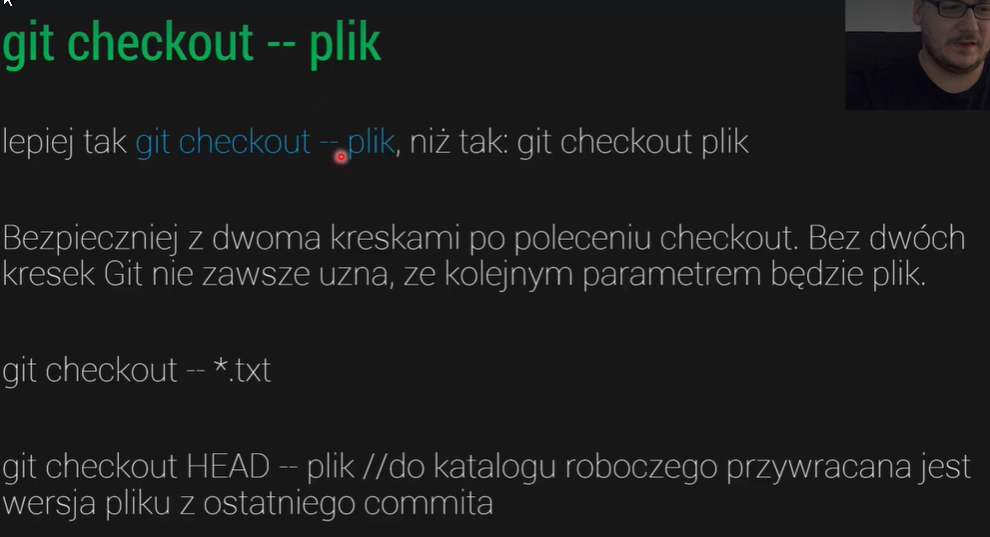 git checkout -- plik
lepiej tak git checkout -- plik, niż tak: git checkout plik
Bezpieczniej z dwoma kreskami po poleceniu checkout. Bez dwóch
kresek Git nie zawsze uzna, ze kolejnym parametrem będzie plik.
git checkout -- *.txt
git checkout HEAD -- plik //do katalogu roboczego przywracana jest
wersja pliku z ostatniego commita